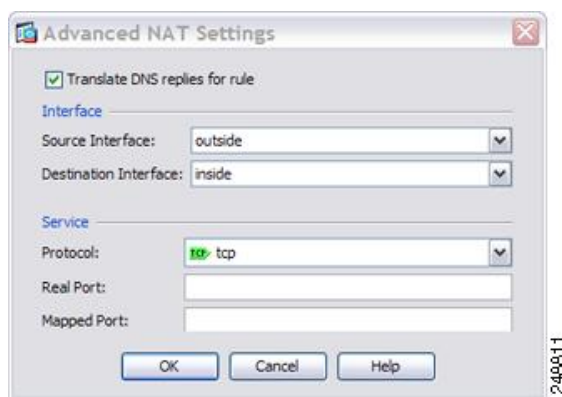 Advanced NAT Settings
Translate DNS replies for rule
Interface
Source Interface: outside
Destination Interface: inside
Service
Protocol: TCP tcp
Real Port:
Mapped Port:
OK Cancel Help
248811